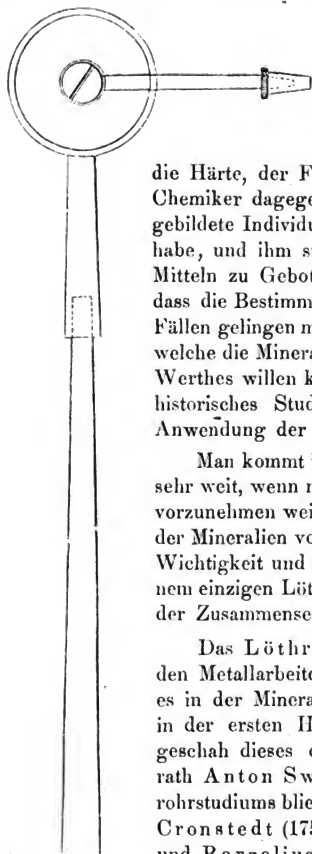 die Härte, der F
Chemiker dagege
gebildete Individu
habe, und ihm s
Mitteln zu Gebot
dass die Bestimm
Fällen gelingen m
welche die Minera
Werthes willen k
historisches Stud
Anwendung der
Man kommt
sehr weit, wenn n
vorzunehmen wei
der Mineralien vo
Wichtigkeit und
nem einzigen Löt
der Zusammense
Das Löthr
den Metallarbeite
es in der Minera
in der ersten H
geschah dieses
rath Anton Sw
rohrstudiums blie
Cronstedt (175
und Berzelius